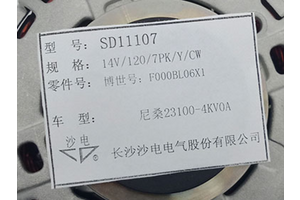 型 号： SD11107
规 格： 14V/120/7PK/Y/CW
零件号： 博世号：F000BL06X1
车 型： 尼桑23100-4KV0A
沙电
长沙沙电电气股份有限公司